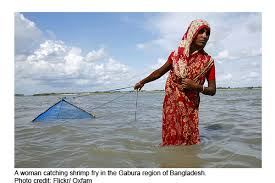 A woman catching shrimp fry in the Gabura region of Bangladesh.
Photo credit: Flickr/ Oxfam